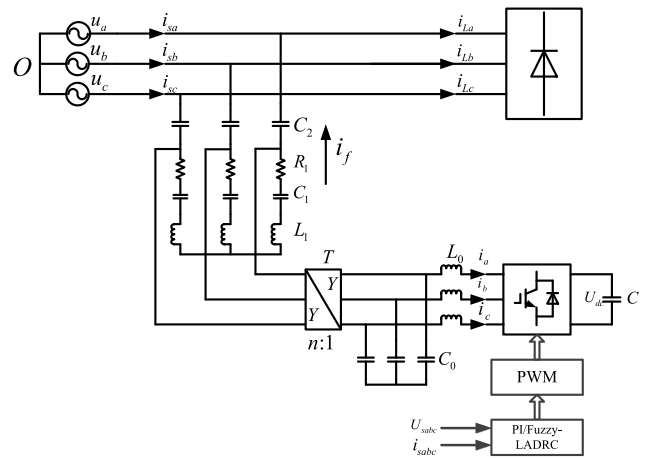 u_a
i_sa
i_La
O
u_b
i_sb
i_Lb
u_c
i_sc
i_Lc
C_2
i_f
R_1
C_1
L_1
T
L_0
i_a
Y
i_b
U_dc
C
Y
i_c
n:1
C_0
PWM
U_sabc
PI/Fuzzy-
LADRC
i_sabc